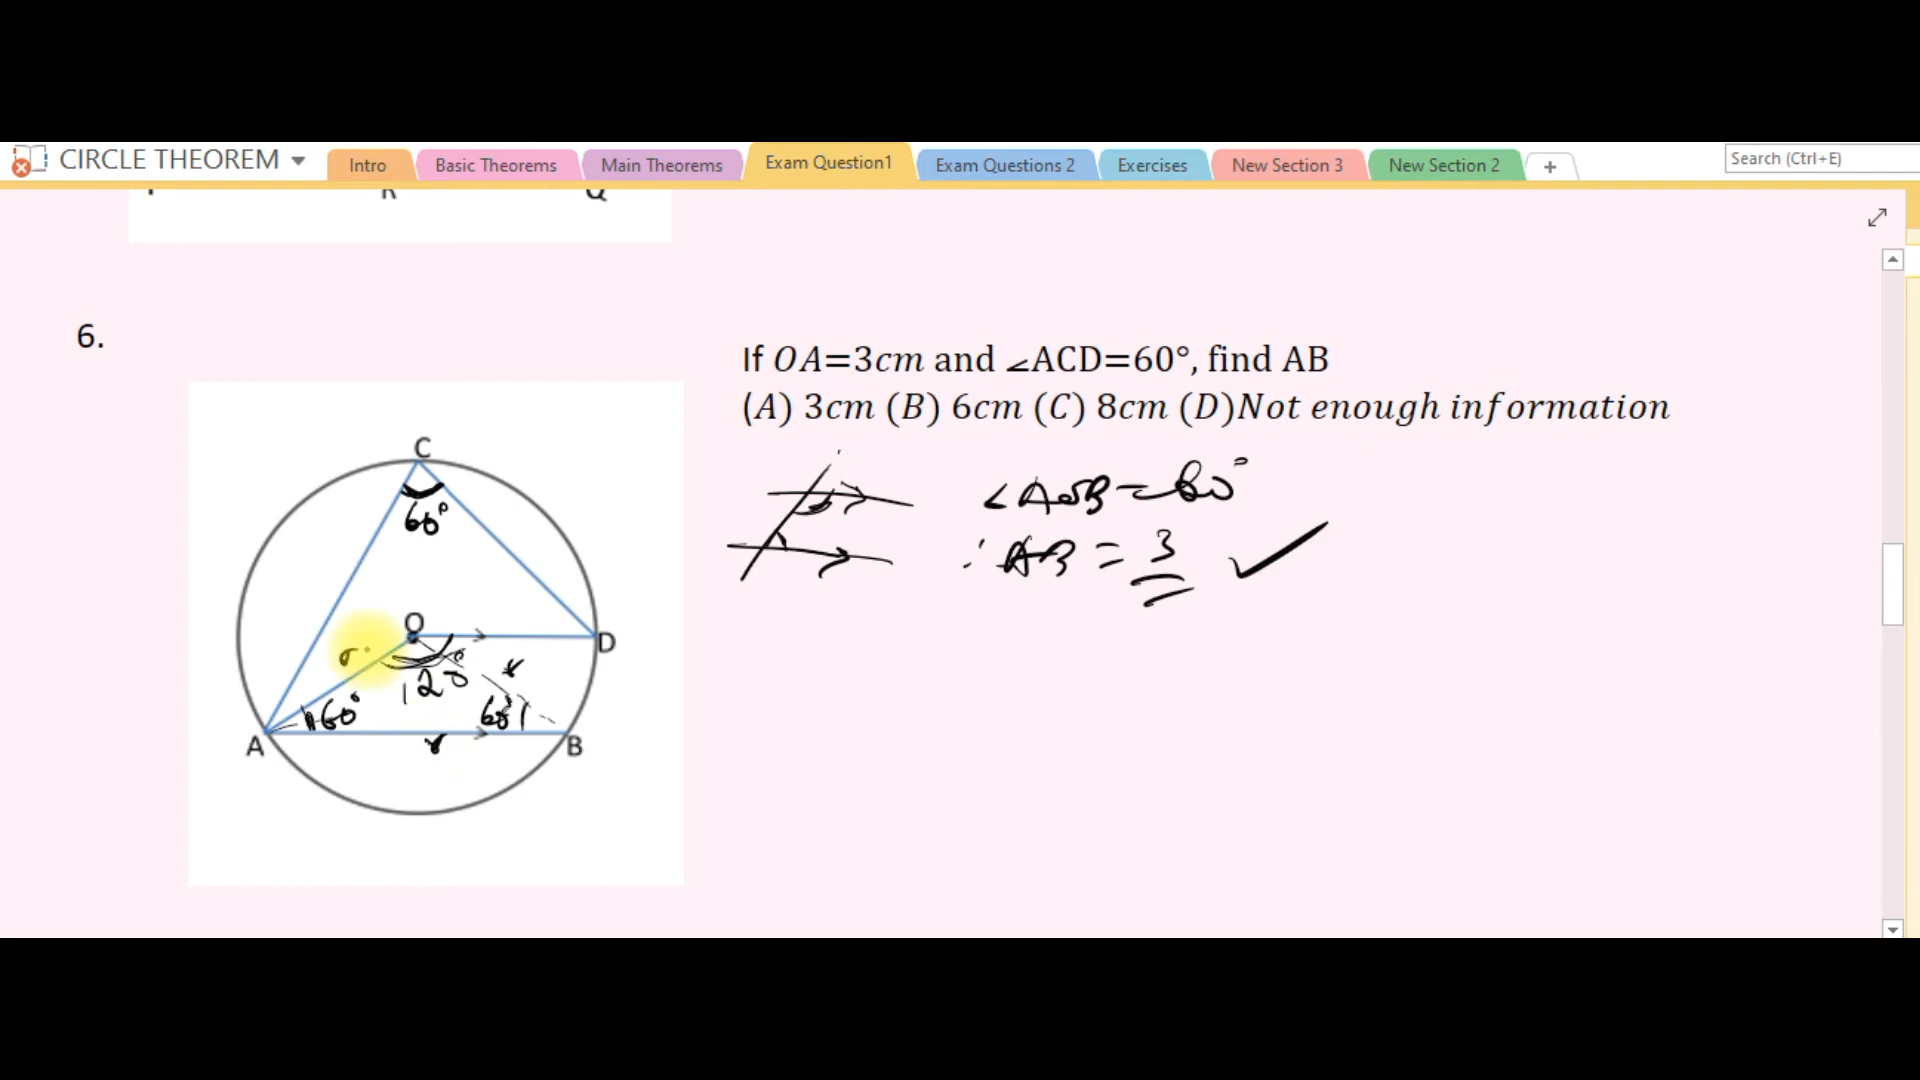 CIRCLE THEOREM
Intro
Basic Theorems
Main Theorems
Exam Question1
Exam Questions 2
Exercises
New Section 3
New Section 2
+
Search (Ctrl+E)
R
Q
6.
If OA=3cm and ∠ACD=60°, find AB
(A) 3cm (B) 6cm (C) 8cm (D)Not enough information
∠AOB=60°
∴ AB = 3
C
60°
O
D
120°
60°
60°
A
B